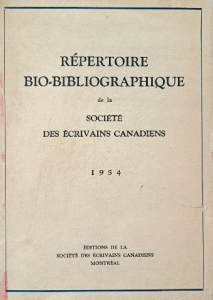 RÉPERTOIRE
BIO-BIBLIOGRAPHIQUE
de la
SOCIÉTÉ
DES ÉCRIVAINS CANADIENS
1954
ÉDITIONS DE LA
SOCIÉTÉ DES ÉCRIVAINS CANADIENS
MONTRÉAL